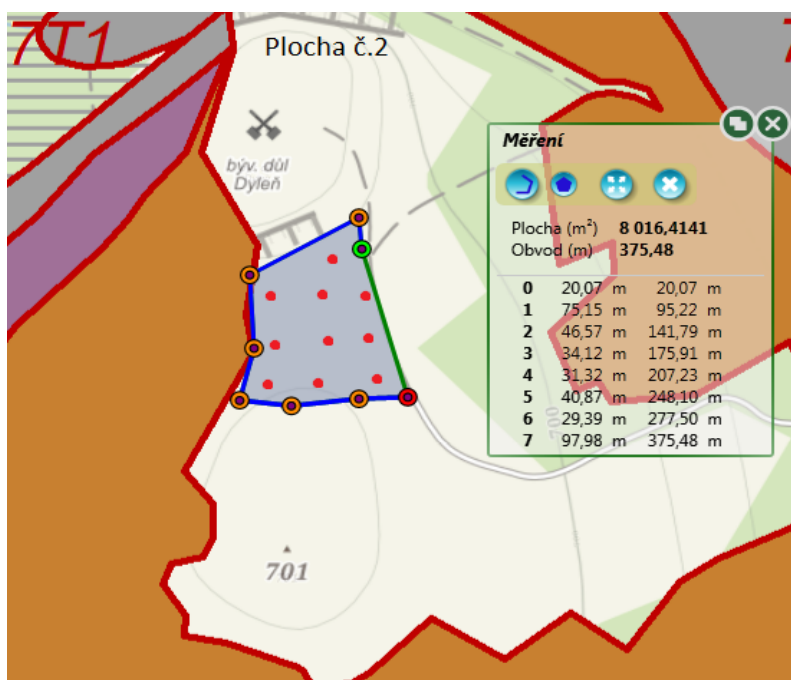 7T1
Plocha č.2
7
býv. důl
Dyleň
Měření
Plocha (m²) 8 016,4141
Obvod (m) 375,48
0 20,07 m 20,07 m
1 75,15 m 95,22 m
2 46,57 m 141,79 m
3 34,12 m 175,91 m
4 31,32 m 207,23 m
5 40,87 m 248,10 m
6 29,39 m 277,50 m
7 97,98 m 375,48 m
700
701